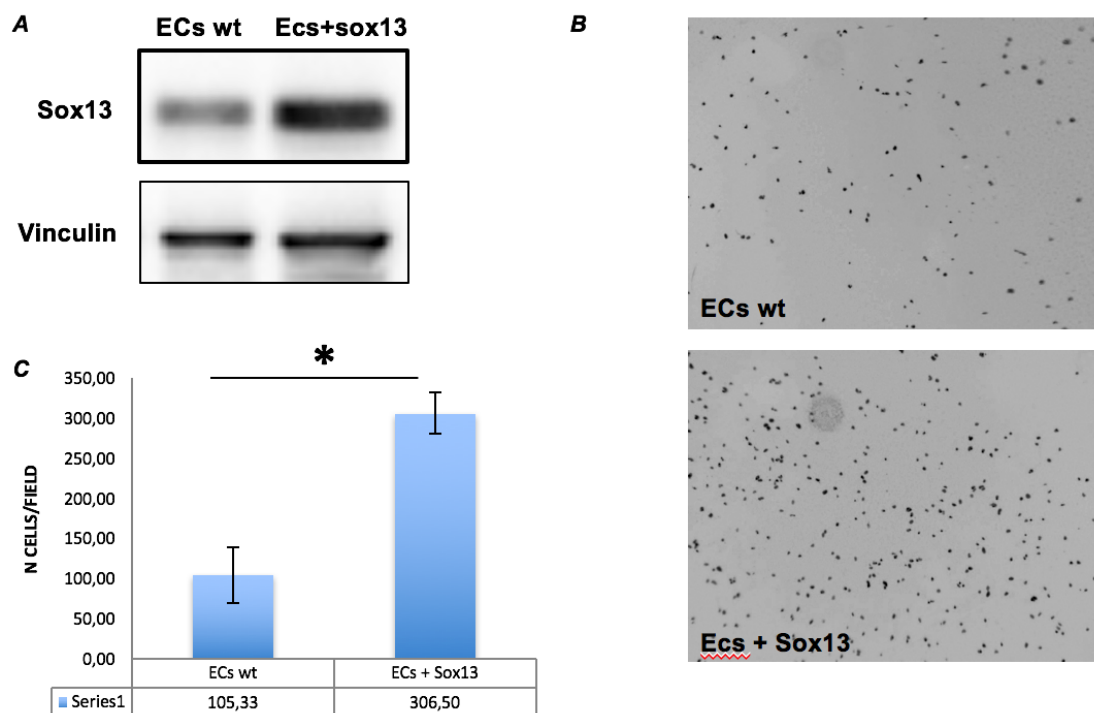 A
ECs wt Ecs+sox13
Sox13
Vinculin
B
ECs wt
Ecs + Sox13
C
*
N CELLS/FIELD
350,00
300,00
250,00
200,00
150,00
100,00
50,00
0,00
ECs wt ECs + Sox13
Series1 105,33 306,50